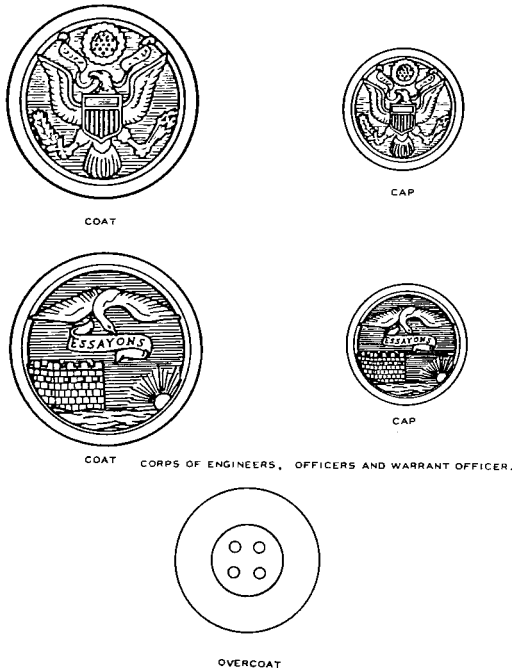 COAT
CAP
ESSAYONS
ESSAYONS
COAT
CAP
CORPS OF ENGINEERS, OFFICERS AND WARRANT OFFICER.
OVERCOAT